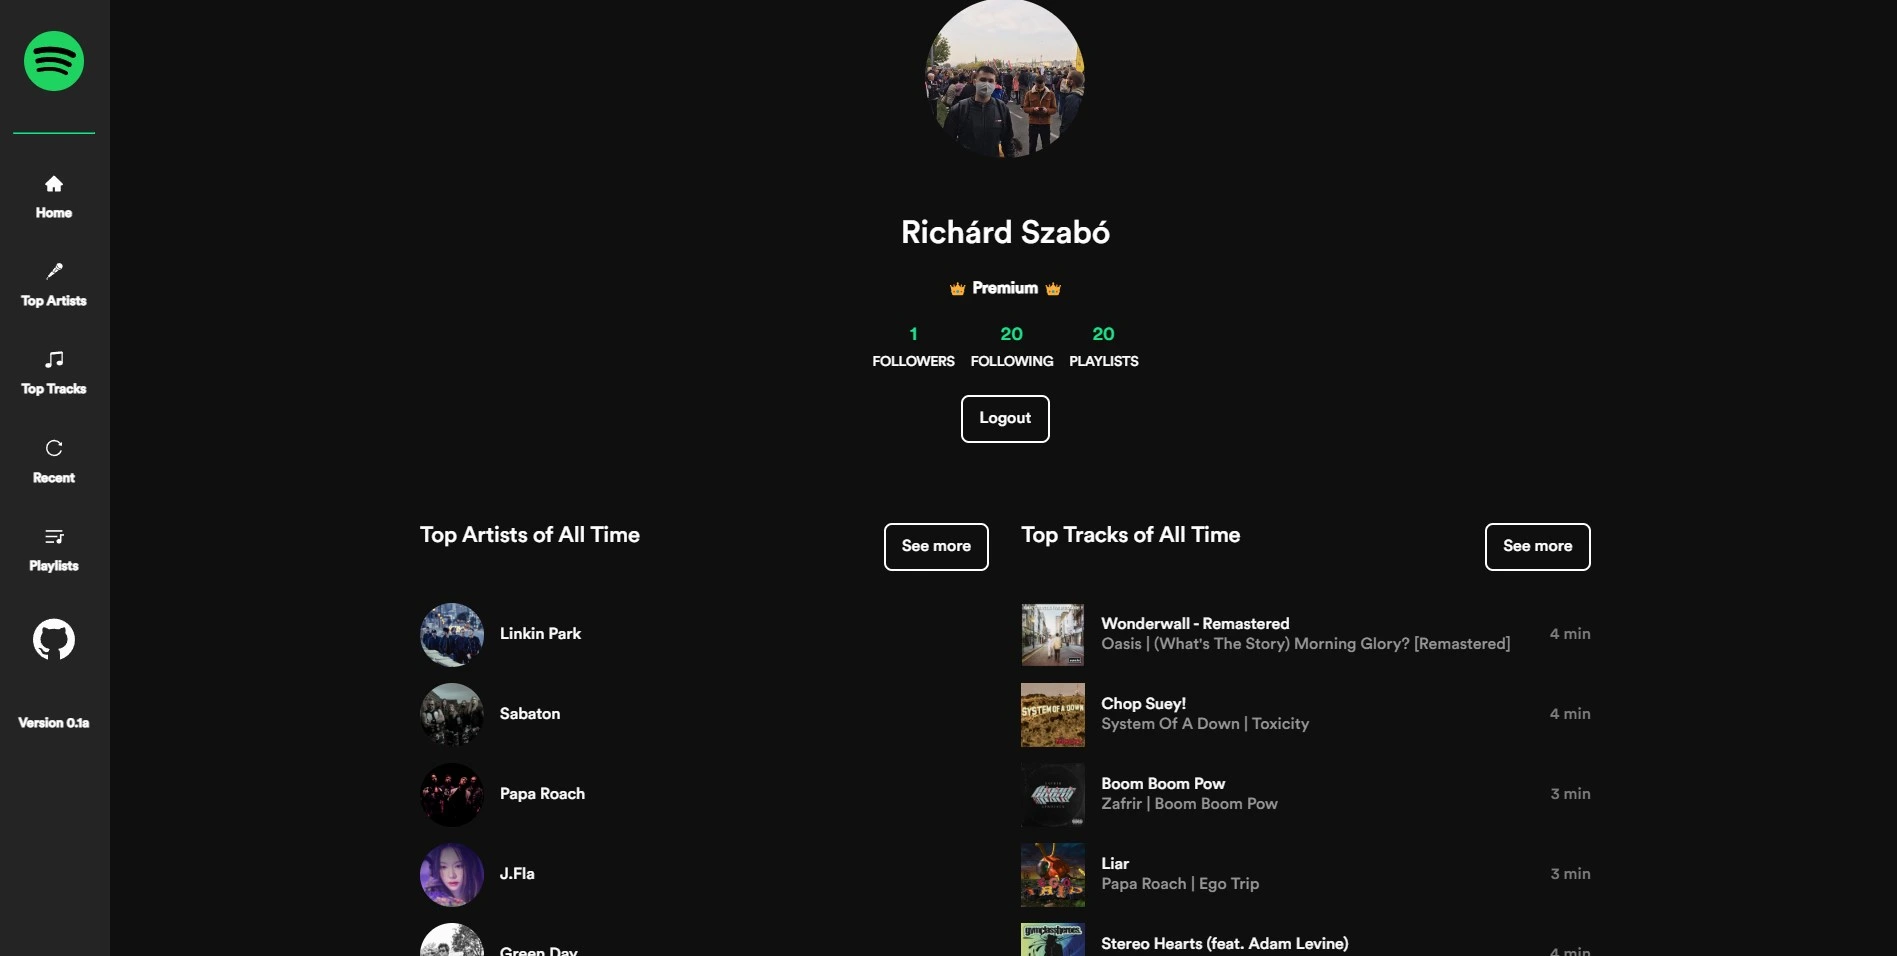 Home
Top Artists
Top Tracks
Recent
Playlists
Version 0.1a
Richárd Szabó
Premium
1 20 20
FOLLOWERS FOLLOWING PLAYLISTS
Logout
Top Artists of All Time
See more
Linkin Park
Sabaton
Papa Roach
J.Fla
Green Day
Top Tracks of All Time
See more
Wonderwall - Remastered
Oasis | (What's The Story) Morning Glory? [Remastered]
4 min
SYSTEM OF A DOWN
Chop Suey!
System Of A Down | Toxicity
4 min
Boom Boom Pow
Zafrir | Boom Boom Pow
3 min
Liar
Papa Roach | Ego Trip
3 min
gymclassheroes.
Stereo Hearts (feat. Adam Levine)
4 min